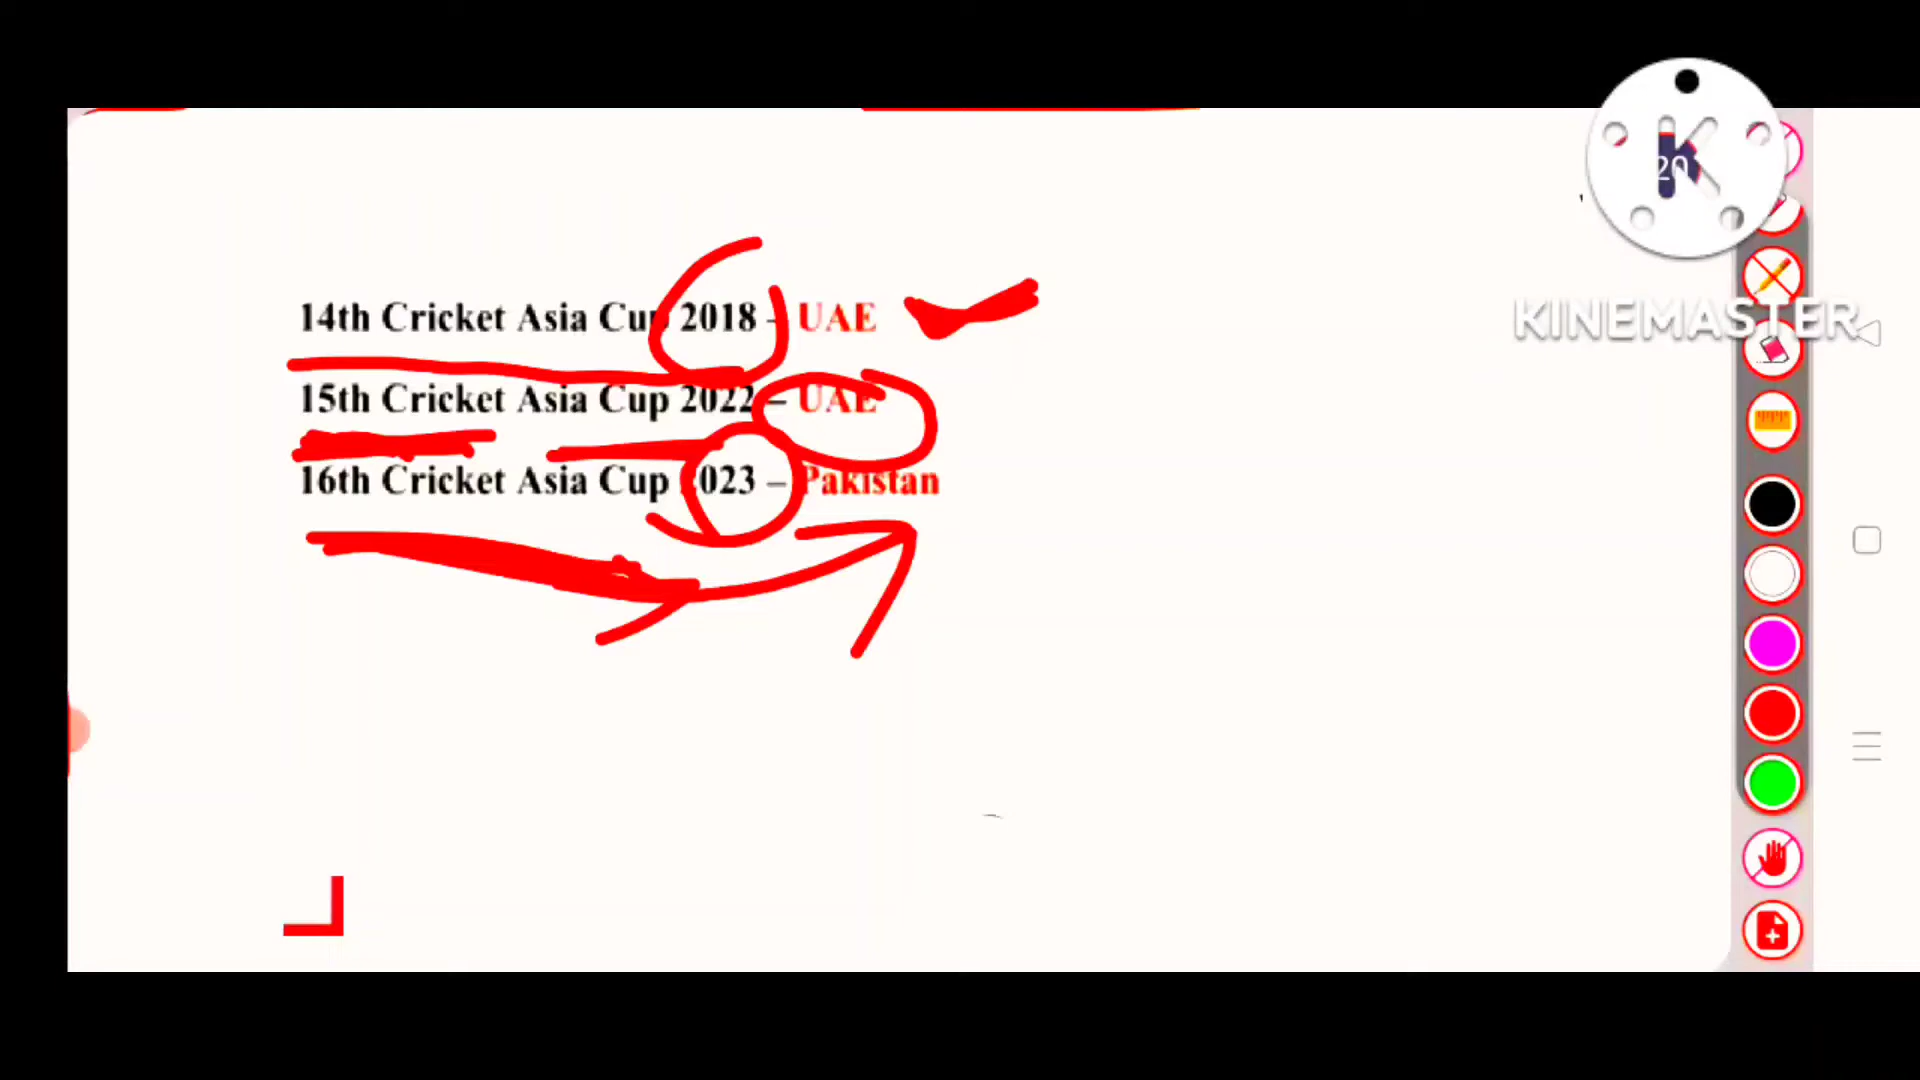 20
KINEMASTER
14th Cricket Asia Cup 2018 – UAE
15th Cricket Asia Cup 2022 – UAE
16th Cricket Asia Cup 2023 – Pakistan